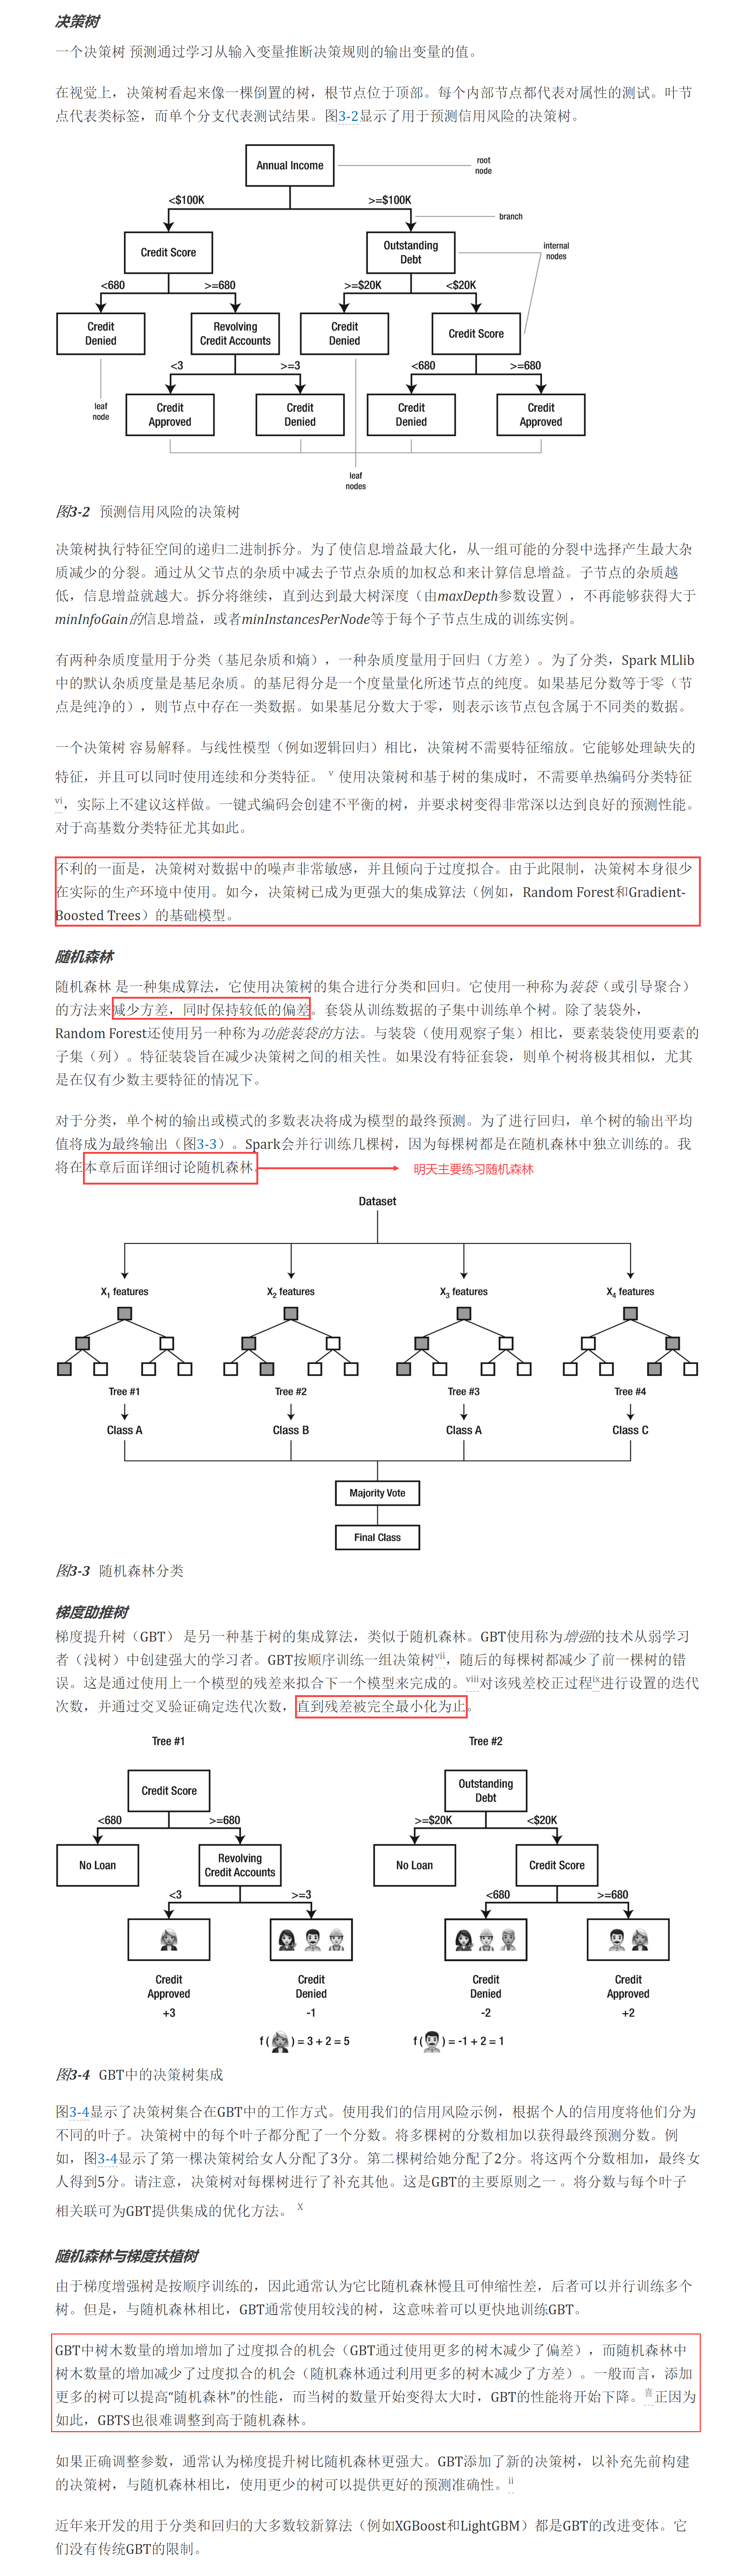 决策树
一个决策树 预测通过学习从输入变量推断决策规则的输出变量的值。
在视觉上，决策树看起来像一棵倒置的树，根节点位于顶部。每个内部节点都代表对属性的测试。叶节
点代表类标签，而单个分支代表测试结果。图3-2显示了用于预测信用风险的决策树。
Annual Income
root
node
<$100K
>=$100K
branch
Credit Score
Outstanding
Debt
internal
nodes
<680
>=680
>=$20K
<$20K
Credit
Denied
Revolving
Credit Accounts
Credit
Denied
Credit Score
<3
>=3
<680
>=680
leaf
node
Credit
Approved
Credit
Denied
Credit
Denied
Credit
Approved
leaf
nodes
图3-2 预测信用风险的决策树
决策树执行特征空间的递归二进制拆分。为了使信息增益最大化，从一组可能的分裂中选择产生最大杂
质减少的分裂。通过从父节点的杂质中减去子节点杂质的加权总和来计算信息增益。子节点的杂质越
低，信息增益就越大。拆分将继续，直到达到最大树深度（由maxDepth参数设置），不再能够获得大于
minInfoGain的信息增益，或者minInstancesPerNode等于每个子节点生成的训练实例。
有两种杂质度量用于分类（基尼杂质和熵），一种杂质度量用于回归（方差）。为了分类，Spark MLlib
中的默认杂质度量是基尼杂质。的基尼得分是一个度量量化所述节点的纯度。如果基尼分数等于零（节
点是纯净的），则节点中存在一类数据。如果基尼分数大于零，则表示该节点包含属于不同类的数据。
一个决策树 容易解释。与线性模型（例如逻辑回归）相比，决策树不需要特征缩放。它能够处理缺失的
特征，并且可以同时使用连续和分类特征。 v 使用决策树和基于树的集成时，不需要单热编码分类特征
vi，实际上不建议这样做。一键式编码会创建不平衡的树，并要求树变得非常深以达到良好的预测性能。
对于高基数分类特征尤其如此。
不利的一面是，决策树对数据中的噪声非常敏感，并且倾向于过度拟合。由于此限制，决策树本身很少
在实际的生产环境中使用。如今，决策树已成为更强大的集成算法（例如，Random Forest和Gradient-
Boosted Trees）的基础模型。
随机森林
随机森林 是一种集成算法，它使用决策树的集合进行分类和回归。它使用一种称为装袋（或引导聚合）
的方法来减少方差，同时保持较低的偏差。套袋从训练数据的子集中训练单个树。除了装袋外，
Random Forest还使用另一种称为功能装袋的方法。与装袋（使用观察子集）相比，要素装袋使用要素的
子集（列）。特征装袋旨在减少决策树之间的相关性。如果没有特征套袋，则单个树将极其相似，尤其
是在仅有少数主要特征的情况下。
对于分类，单个树的输出或模式的多数表决将成为模型的最终预测。为了进行回归，单个树的输出平均
值将成为最终输出（图3-3）。Spark会并行训练几棵树，因为每棵树都是在随机森林中独立训练的。我
将在本章后面详细讨论随机森林。
明天主要练习随机森林
Dataset
X1 features
X2 features
X3 features
X4 features
Tree #1
Tree #2
Tree #3
Tree #4
Class A
Class B
Class A
Class C
Majority Vote
Final Class
图3-3 随机森林分类
梯度助推树
梯度提升树（GBT） 是另一种基于树的集成算法，类似于随机森林。GBT使用称为增强的技术从弱学习
者（浅树）中创建强大的学习者。GBT按顺序训练一组决策树vii，随后的每棵树都减少了前一棵树的错
误。这是通过使用上一个模型的残差来拟合下一个模型来完成的。viii对该残差校正过程ix进行设置的迭代
次数，并通过交叉验证确定迭代次数，直到残差被完全最小化为止。
Tree #1
Tree #2
Credit Score
Outstanding
Debt
<680
>=680
>=$20K
<$20K
No Loan
Revolving
Credit Accounts
No Loan
Credit Score
<3
>=3
<680
>=680
Credit
Approved
+3
Credit
Denied
-1
Credit
Denied
-2
Credit
Approved
+2
f ( ) = 3 + 2 = 5
f ( ) = -1 + 2 = 1
图3-4 GBT中的决策树集成
图3-4显示了决策树集合在GBT中的工作方式。使用我们的信用风险示例，根据个人的信用度将他们分为
不同的叶子。决策树中的每个叶子都分配了一个分数。将多棵树的分数相加以获得最终预测分数。例
如，图3-4显示了第一棵决策树给女人分配了3分。第二棵树给她分配了2分。将这两个分数相加，最终女
人得到5分。请注意，决策树对每棵树进行了补充其他。这是GBT的主要原则之一 。将分数与每个叶子
相关联可为GBT提供集成的优化方法。 x
随机森林与梯度扶植树
由于梯度增强树是按顺序训练的，因此通常认为它比随机森林慢且可伸缩性差，后者可以并行训练多个
树。但是，与随机森林相比，GBT通常使用较浅的树，这意味着可以更快地训练GBT。
GBT中树木数量的增加增加了过度拟合的机会（GBT通过使用更多的树木减少了偏差），而随机森林中
树木数量的增加减少了过度拟合的机会（随机森林通过利用更多的树木减少了方差）。一般而言，添加
更多的树可以提高“随机森林”的性能，而当树的数量开始变得太大时，GBT的性能将开始下降。喜正因为
如此，GBTS也很难调整到高于随机森林。
如果正确调整参数，通常认为梯度提升树比随机森林更强大。GBT添加了新的决策树，以补充先前构建
的决策树，与随机森林相比，使用更少的树可以提供更好的预测准确性。ii
近年来开发的用于分类和回归的大多数较新算法（例如XGBoost和LightGBM）都是GBT的改进变体。它
们没有传统GBT的限制。